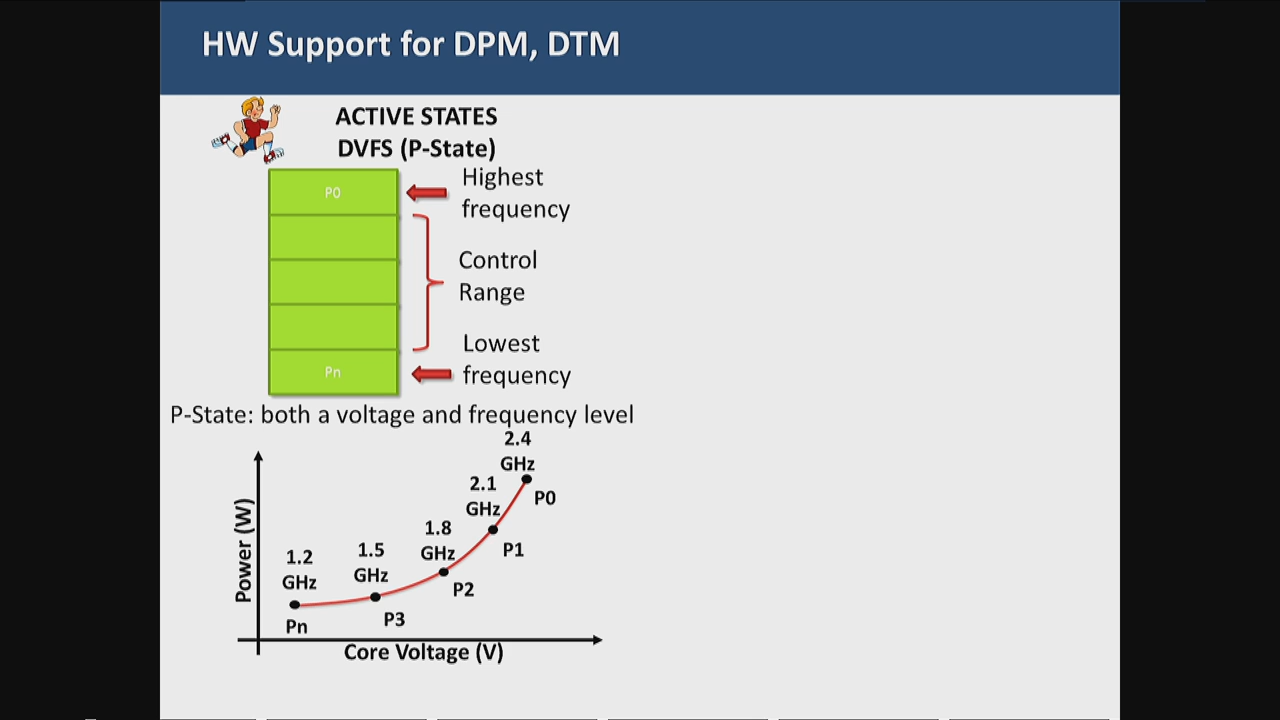 HW Support for DPM, DTM
ACTIVE STATES
DVFS (P-State)
P0
Highest
frequency
Control
Range
Lowest
frequency
Pn
P-State: both a voltage and frequency level
2.4
GHz
P0
2.1
GHz
P1
1.8
GHz
P2
1.5
GHz
P3
1.2
GHz
Pn
Power (W)
Core Voltage (V)